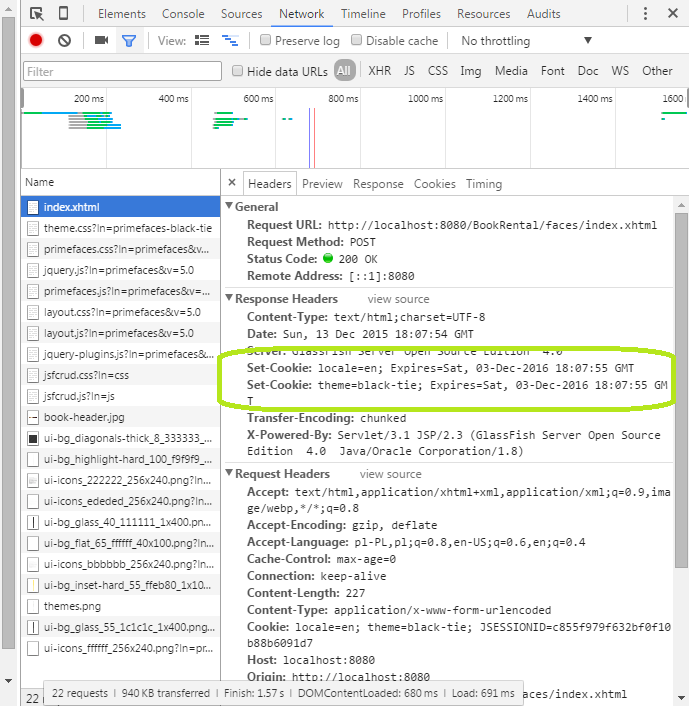 Elements Console Sources Network Timeline Profiles Resources Audits
View: Preserve log Disable cache No throttling
Filter Hide data URLs All XHR JS CSS Img Media Font Doc WS Other
200 ms 400 ms 600 ms 800 ms 1000 ms 1200 ms 1400 ms 1600
Name
index.xhtml
theme.css?ln=primefaces-black-tie
primefaces.css?ln=primefaces&v...
jquery.js?ln=primefaces&v=5.0
primefaces.js?ln=primefaces&v=...
layout.css?ln=primefaces&v=5.0
layout.js?ln=primefaces&v=5.0
jquery-plugins.js?ln=primefaces&...
jsfcrud.css?ln=css
jsfcrud.js?ln=js
book-header.jpg
ui-bg_diagonals-thick_8_333333_...
ui-bg_highlight-hard_100_f9f9f9_...
ui-icons_222222_256x240.png?ln...
ui-icons_ededed_256x240.png?ln...
ui-bg_glass_40_111111_1x400.pn...
ui-bg_flat_65_ffffff_40x100.png?ln...
ui-icons_bbbbbb_256x240.png?ln...
ui-bg_inset-hard_55_ffeb80_1x10...
themes.png
ui-bg_glass_55_1c1c1c_1x400.png...
ui-icons_ffffff_256x240.png?ln=pr...
Headers Preview Response Cookies Timing
General
Request URL: http://localhost:8080/BookRental/faces/index.xhtml
Request Method: POST
Status Code: 200 OK
Remote Address: [::1]:8080
Response Headers view source
Content-Type: text/html;charset=UTF-8
Date: Sun, 13 Dec 2015 18:07:54 GMT
Server: GlassFish Server Open Source Edition 4.0
Set-Cookie: locale=en; Expires=Sat, 03-Dec-2016 18:07:55 GMT
Set-Cookie: theme=black-tie; Expires=Sat, 03-Dec-2016 18:07:55 GM
T
Transfer-Encoding: chunked
X-Powered-By: Servlet/3.1 JSP/2.3 (GlassFish Server Open Source
Edition 4.0 Java/Oracle Corporation/1.8)
Request Headers view source
Accept: text/html,application/xhtml+xml,application/xml;q=0.9,ima
ge/webp,*/*;q=0.8
Accept-Encoding: gzip, deflate
Accept-Language: pl-PL,pl;q=0.8,en-US;q=0.6,en;q=0.4
Cache-Control: max-age=0
Connection: keep-alive
Content-Length: 227
Content-Type: application/x-www-form-urlencoded
Cookie: locale=en; theme=black-tie; JSESSIONID=c855f979f632bf0f10
b88b6091d7
Host: localhost:8080
Origin: http://localhost:8080
es/index.xhtml
22 22 requests | 940 KB transferred | Finish: 1.57 s | DOMContentLoaded: 680 ms | Load: 691 ms